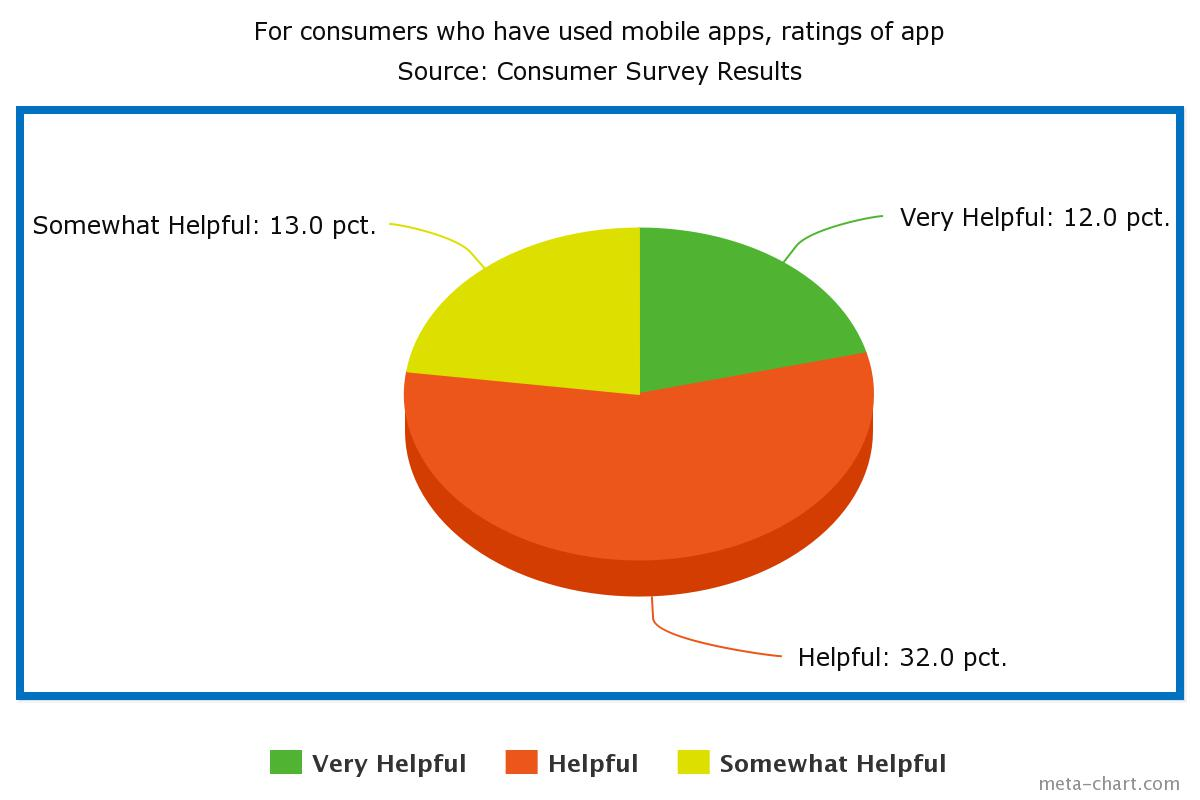 For consumers who have used mobile apps, ratings of app
Source: Consumer Survey Results
Somewhat Helpful: 13.0 pct.
Very Helpful: 12.0 pct.
Helpful: 32.0 pct.
Very Helpful
Helpful
Somewhat Helpful
meta-chart.com